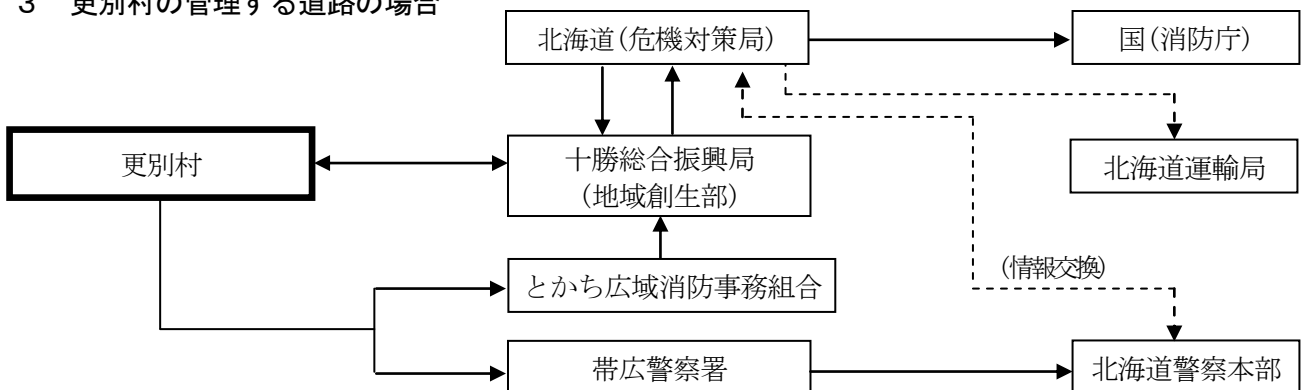 3 更別村の管理する道路の場合
北海道(危機対策局)
国(消防庁)
更別村
十勝総合振興局
(地域創生部)
北海道運輸局
とかち広域消防事務組合
(情報交換)
帯広警察署
北海道警察本部